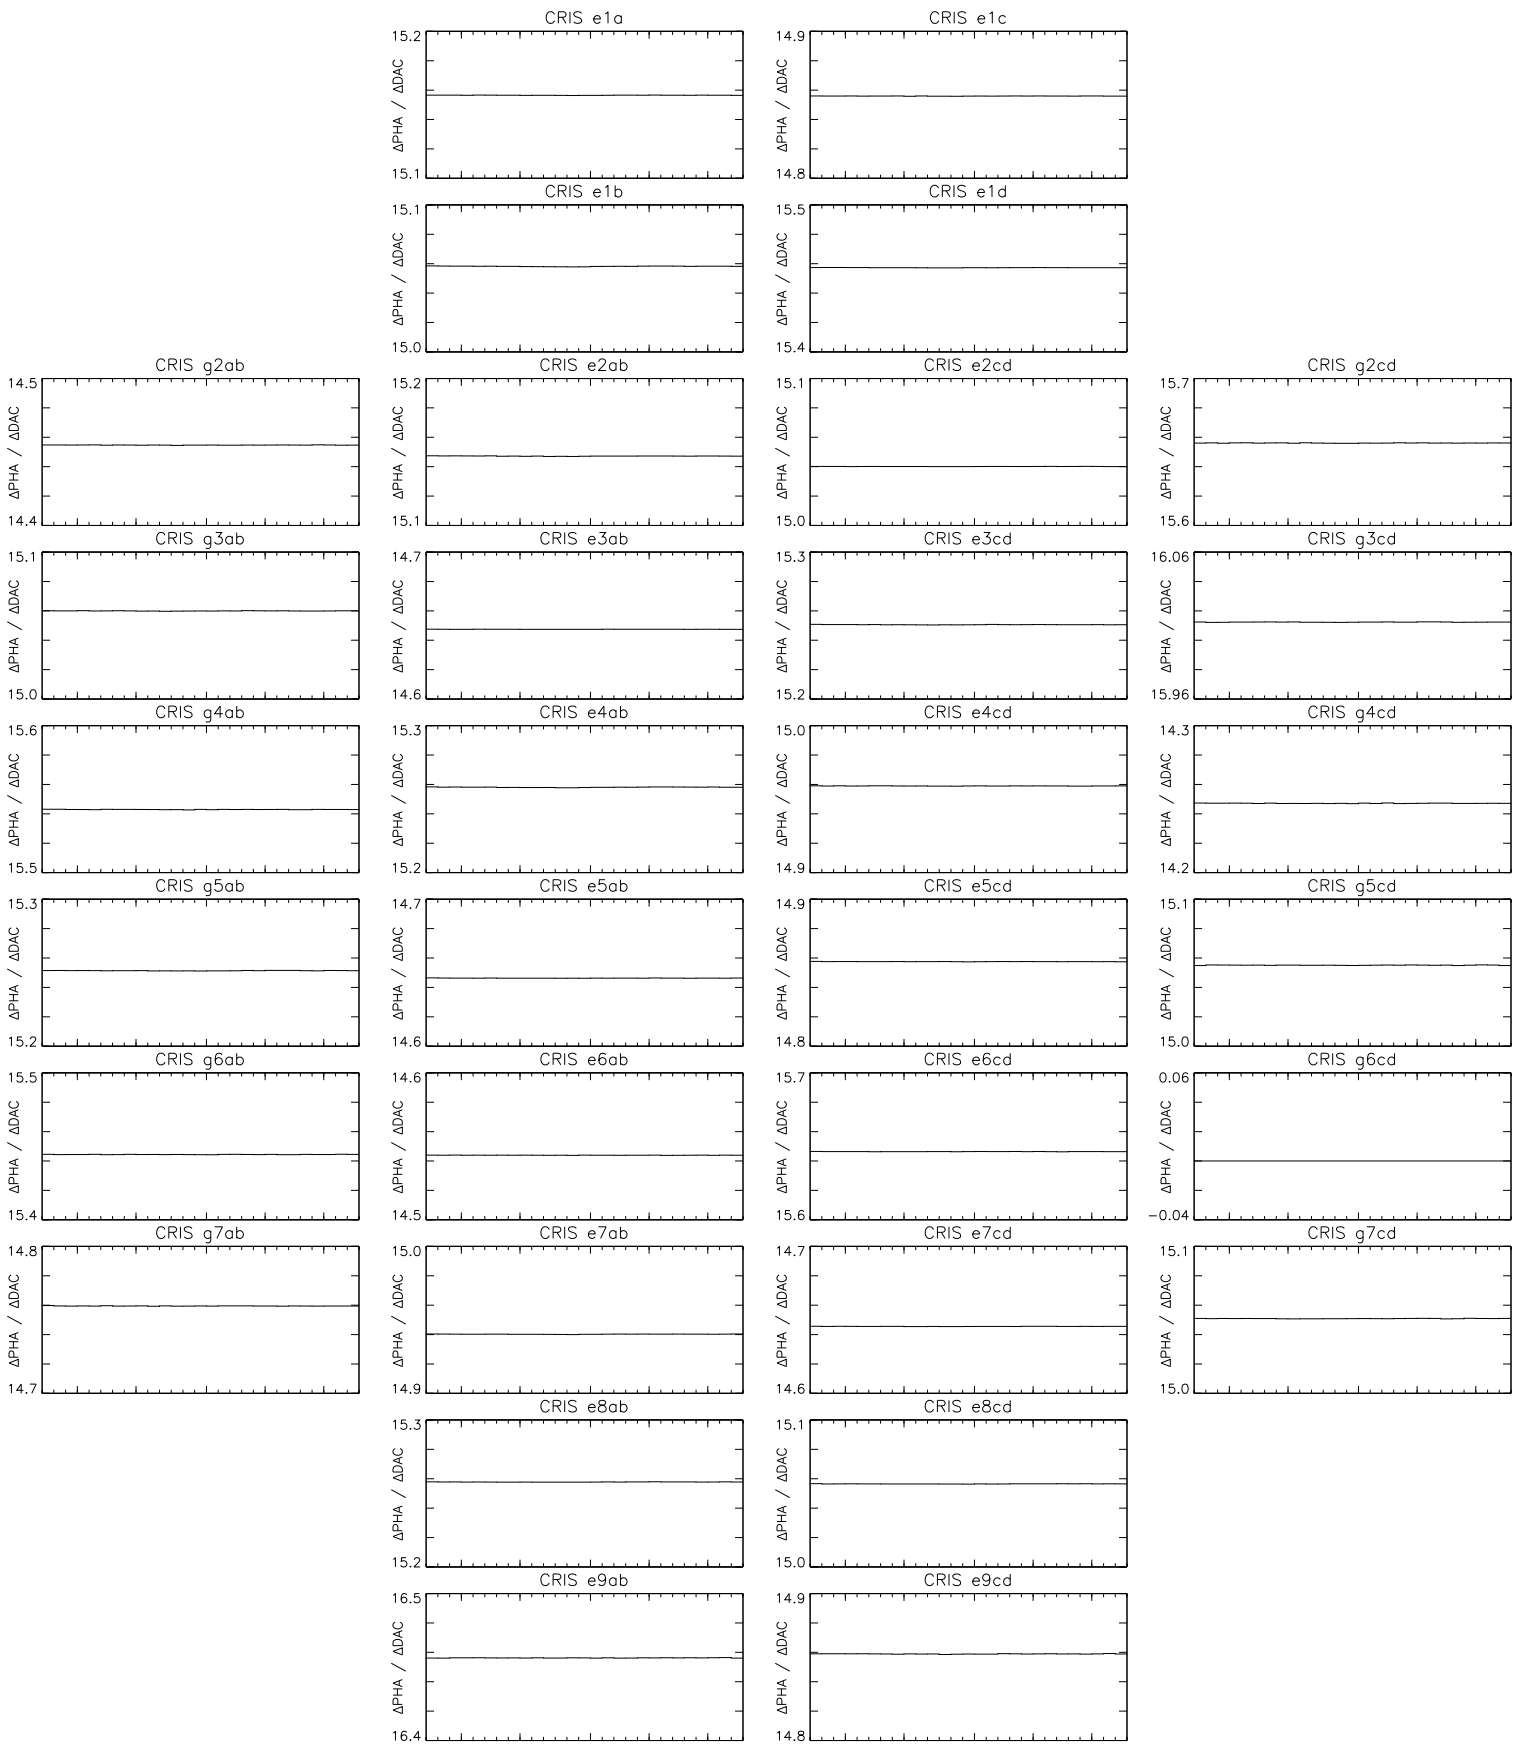 CRIS e1a
15.2
ΔPHA / ΔDAC
15.1
CRIS e1c
14.9
ΔPHA / ΔDAC
14.8
CRIS e1b
15.1
ΔPHA / ΔDAC
15.0
CRIS e1d
15.5
ΔPHA / ΔDAC
15.4
CRIS g2ab
14.5
ΔPHA / ΔDAC
14.4
CRIS e2ab
15.2
ΔPHA / ΔDAC
15.1
CRIS e2cd
15.1
ΔPHA / ΔDAC
15.0
CRIS g2cd
15.7
ΔPHA / ΔDAC
15.6
CRIS g3ab
15.1
ΔPHA / ΔDAC
15.0
CRIS e3ab
14.7
ΔPHA / ΔDAC
14.6
CRIS e3cd
15.3
ΔPHA / ΔDAC
15.2
CRIS g3cd
16.06
ΔPHA / ΔDAC
15.96
CRIS g4ab
15.6
ΔPHA / ΔDAC
15.5
CRIS e4ab
15.3
ΔPHA / ΔDAC
15.2
CRIS e4cd
15.0
ΔPHA / ΔDAC
14.9
CRIS g4cd
14.3
ΔPHA / ΔDAC
14.2
CRIS g5ab
15.3
ΔPHA / ΔDAC
15.2
CRIS e5ab
14.7
ΔPHA / ΔDAC
14.6
CRIS e5cd
14.9
ΔPHA / ΔDAC
14.8
CRIS g5cd
15.1
ΔPHA / ΔDAC
15.0
CRIS g6ab
15.5
ΔPHA / ΔDAC
15.4
CRIS e6ab
14.6
ΔPHA / ΔDAC
14.5
CRIS e6cd
15.7
ΔPHA / ΔDAC
15.6
CRIS g6cd
0.06
ΔPHA / ΔDAC
−0.04
CRIS g7ab
14.8
ΔPHA / ΔDAC
14.7
CRIS e7ab
15.0
ΔPHA / ΔDAC
14.9
CRIS e7cd
14.7
ΔPHA / ΔDAC
14.6
CRIS g7cd
15.1
ΔPHA / ΔDAC
15.0
CRIS e8ab
15.3
ΔPHA / ΔDAC
15.2
CRIS e8cd
15.1
ΔPHA / ΔDAC
15.0
CRIS e9ab
16.5
ΔPHA / ΔDAC
16.4
CRIS e9cd
14.9
ΔPHA / ΔDAC
14.8